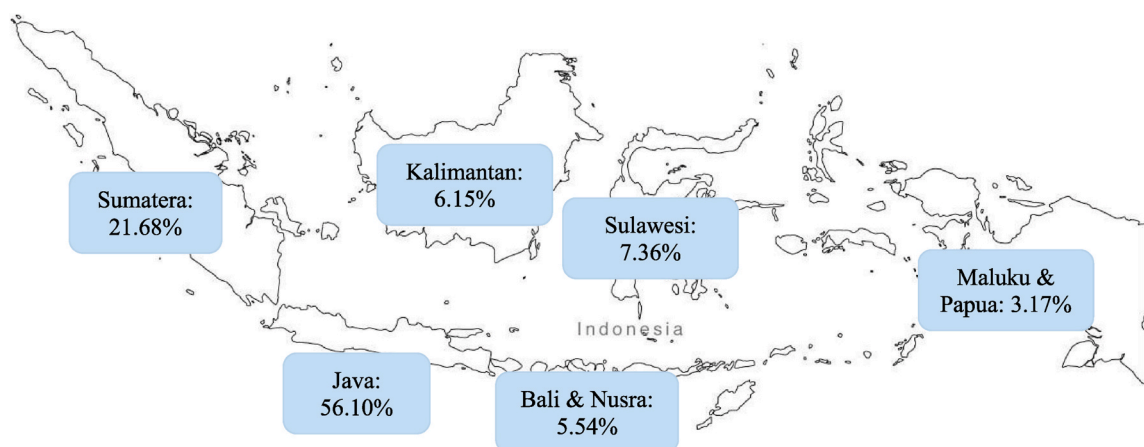 Sumatera:
21.68%
Kalimantan:
6.15%
Sulawesi:
7.36%
Maluku &
Papua: 3.17%
Indonesia
Java:
56.10%
Bali & Nusra:
5.54%